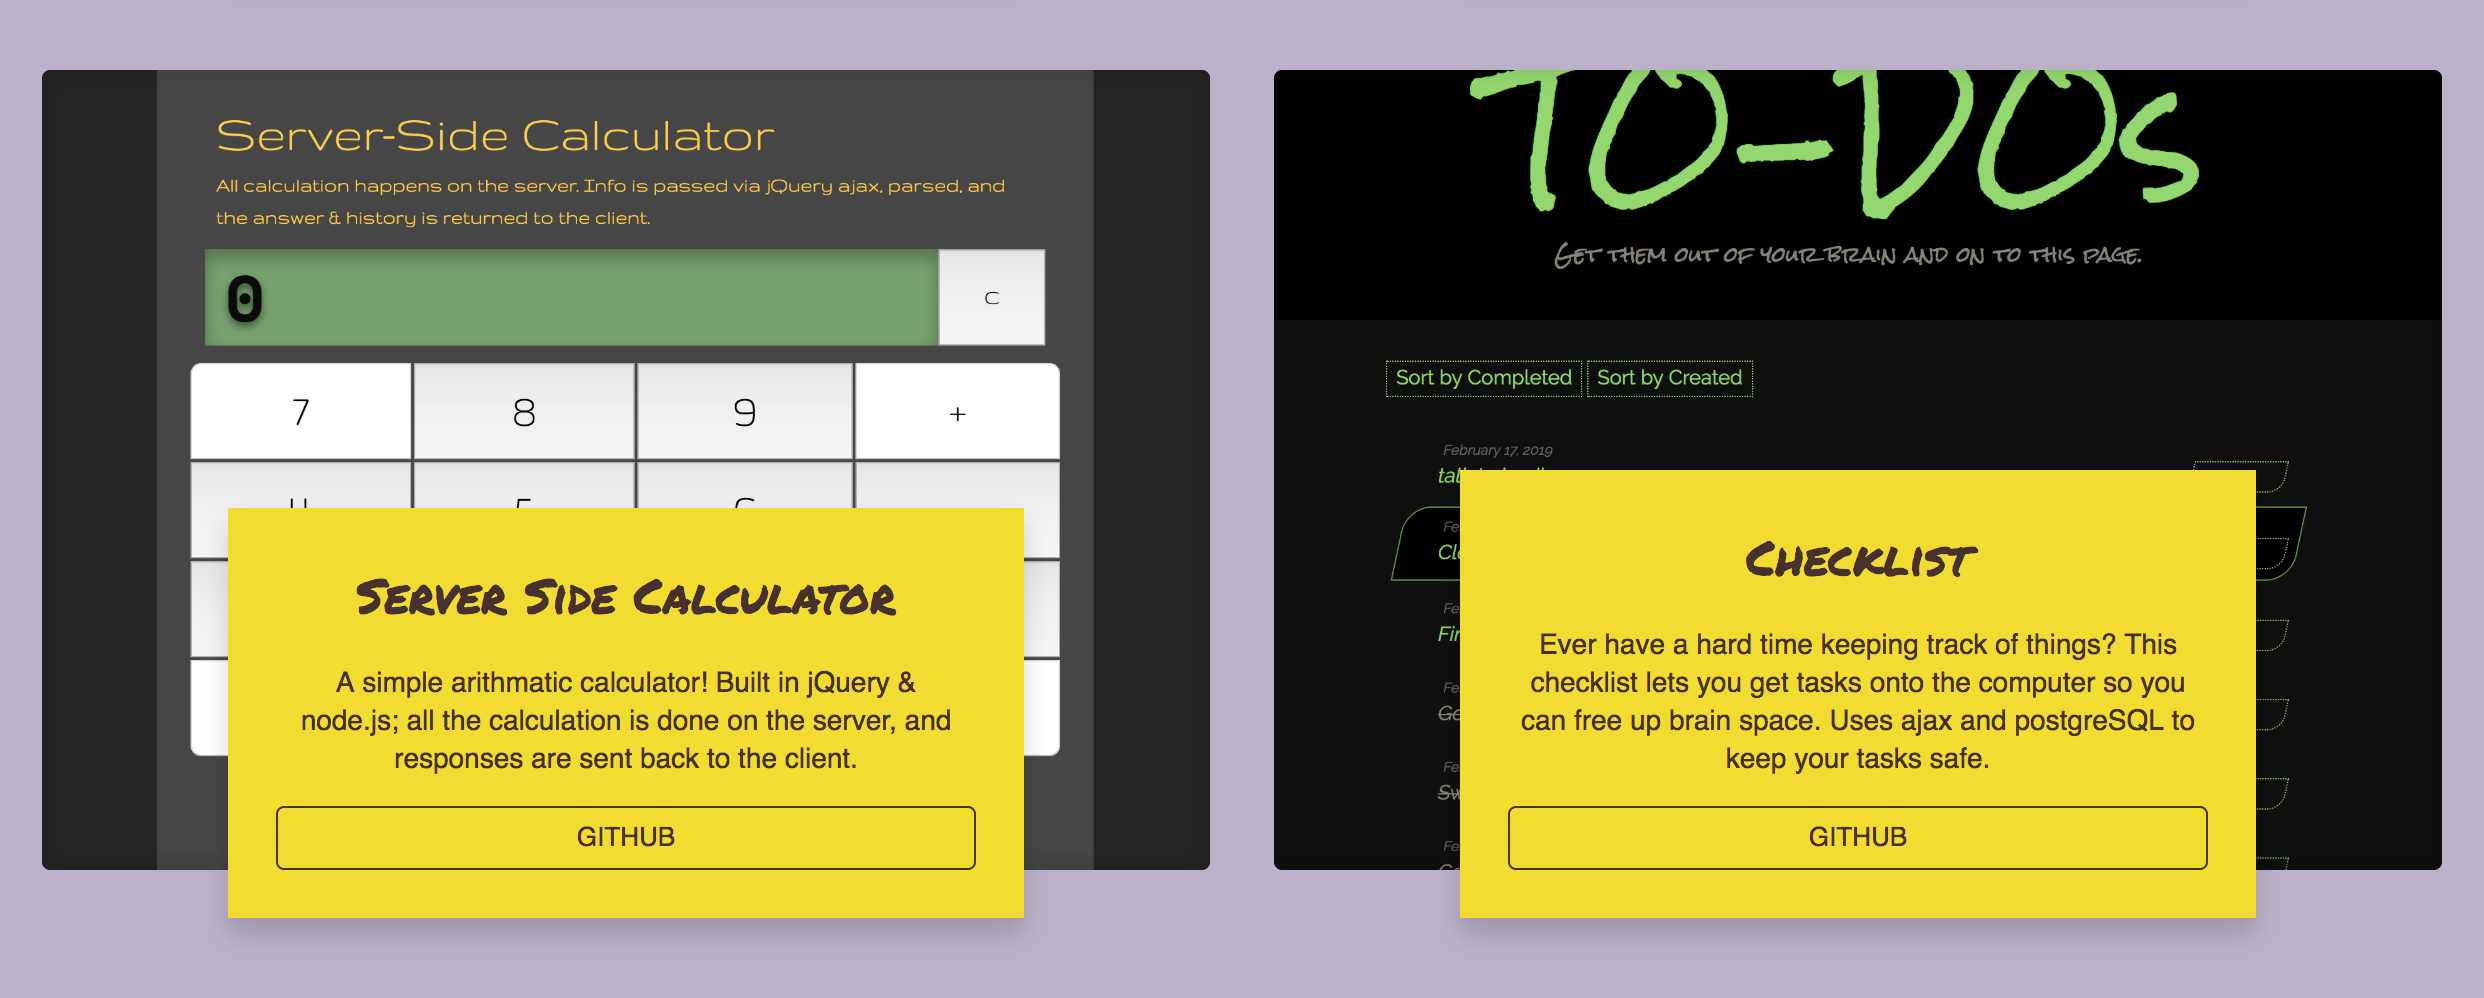 Server-Side Calculator
All calculation happens on the server. Info is passed via jQuery ajax, parsed, and
the answer & history is returned to the client.
0
C
7 8 9 +
Server Side Calculator
A simple arithmatic calculator! Built in jQuery &
node.js; all the calculation is done on the server, and
responses are sent back to the client.
GITHUB
TO-DOs
Get them out of your brain and on to this page.
Sort by Completed Sort by Created
February 17, 2019
Checklist
Ever have a hard time keeping track of things? This
checklist lets you get tasks onto the computer so you
can free up brain space. Uses ajax and postgreSQL to
keep your tasks safe.
GITHUB